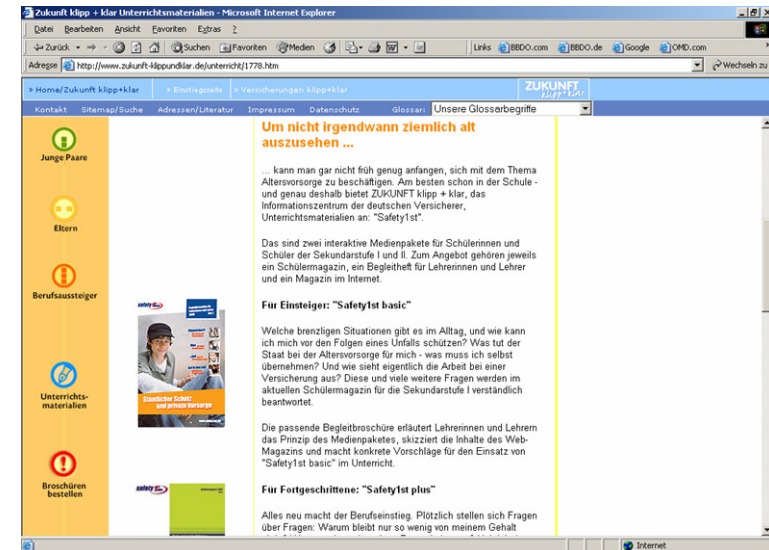 Zukunft klipp + klar Unterrichtsmaterialien - Microsoft Internet Explorer
Datei Bearbeiten Ansicht Favoriten Extras ?
Zurück Suchen Favoriten Medien Links BBDO.com BBDO.de Google OMD.com
Adresse http://www.zukunft-klippundklar.de/unterricht/1778.htm Wechseln zu
» Home/Zukunft klipp+klar » Einstiegsseite » Versicherungen klipp+klar ZUKUNFT
klipp+klar
Kontakt Sitemap/Suche Adressen/Literatur Impressum Datenschutz Glossar: Unsere Glossarbegriffe
Junge Paare
Eltern
Berufsaussteiger
Unterrichts-
materialien
Broschüren
bestellen
safety
Staatlicher Schutz
und private Vorsorge
safety
Um nicht irgendwann ziemlich alt
auszusehen ...
... kann man gar nicht früh genug anfangen, sich mit dem Thema
Altersvorsorge zu beschäftigen. Am besten schon in der Schule -
und genau deshalb bietet ZUKUNFT klipp + klar, das
Informationszentrum der deutschen Versicherer,
Unterrichtsmaterialien an: "Safety1st".
Das sind zwei interaktive Medienpakete für Schülerinnen und
Schüler der Sekundarstufe I und II. Zum Angebot gehören jeweils
ein Schülermagazin, ein Begleitheft für Lehrerinnen und Lehrer
und ein Magazin im Internet.
Für Einsteiger: "Safety1st basic"
Welche brenzligen Situationen gibt es im Alltag, und wie kann
ich mich vor den Folgen eines Unfalls schützen? Was tut der
Staat bei der Altersvorsorge für mich - was muss ich selbst
übernehmen? Und wie sieht eigentlich die Arbeit bei einer
Versicherung aus? Diese und viele weitere Fragen werden im
aktuellen Schülermagazin für die Sekundarstufe I verständlich
beantwortet.
Die passende Begleitbroschüre erläutert Lehrerinnen und Lehrern
das Prinzip des Medienpaketes, skizziert die Inhalte des Web-
Magazins und macht konkrete Vorschläge für den Einsatz von
"Safety1st basic" im Unterricht.
Für Fortgeschrittene: "Safety1st plus"
Alles neu macht der Berufseinstieg. Plötzlich stellen sich Fragen
über Fragen: Warum bleibt nur so wenig von meinem Gehalt
Internet